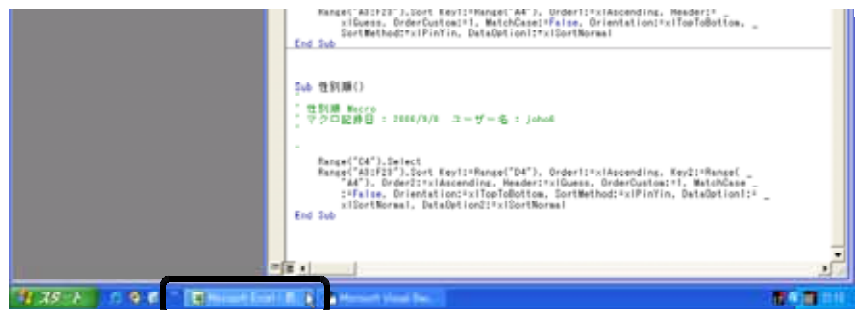 Range("A3:F23").Sort Key1:=Range("A4"), Order1:=xlAscending, Header:= _
xlGuess, OrderCustom:=1, MatchCase:=False, Orientation:=xlTopToBottom, _
SortMethod:=xlPinYin, DataOption1:=xlSortNormal
End Sub
Sub 性別順()
'
' 性別順 Macro
' マクロ記録日 : 2006/9/8 ユーザー名 :
'
'
Range("D4").Select
Range("A3:F23").Sort Key1:=Range("D4"), Order1:=xlAscending, Key2:=Range( _
"A4"), Order2:=xlAscending, Header:=xlGuess, OrderCustom:=1, MatchCase _
:=False, Orientation:=xlTopToBottom, SortMethod:=xlPinYin, DataOption1:= _
xlSortNormal, DataOption2:=xlSortNormal
End Sub
スタート
Microsoft Excel -
Microsoft Visual Bas...